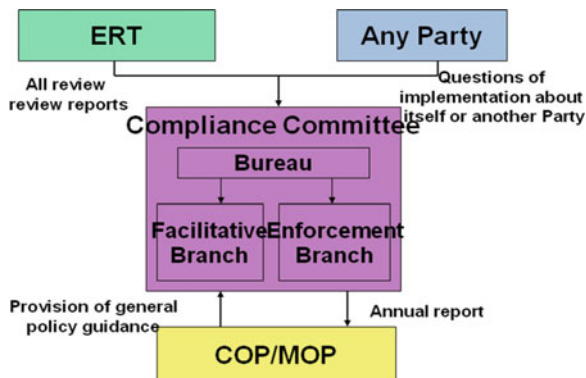 ERT
Any Party
All review
review reports
Questions of
implementation about
itself or another Party
Compliance Committee
Bureau
Facilitative
Branch
Enforcement
Branch
Provision of general
policy guidance
Annual report
COP/MOP